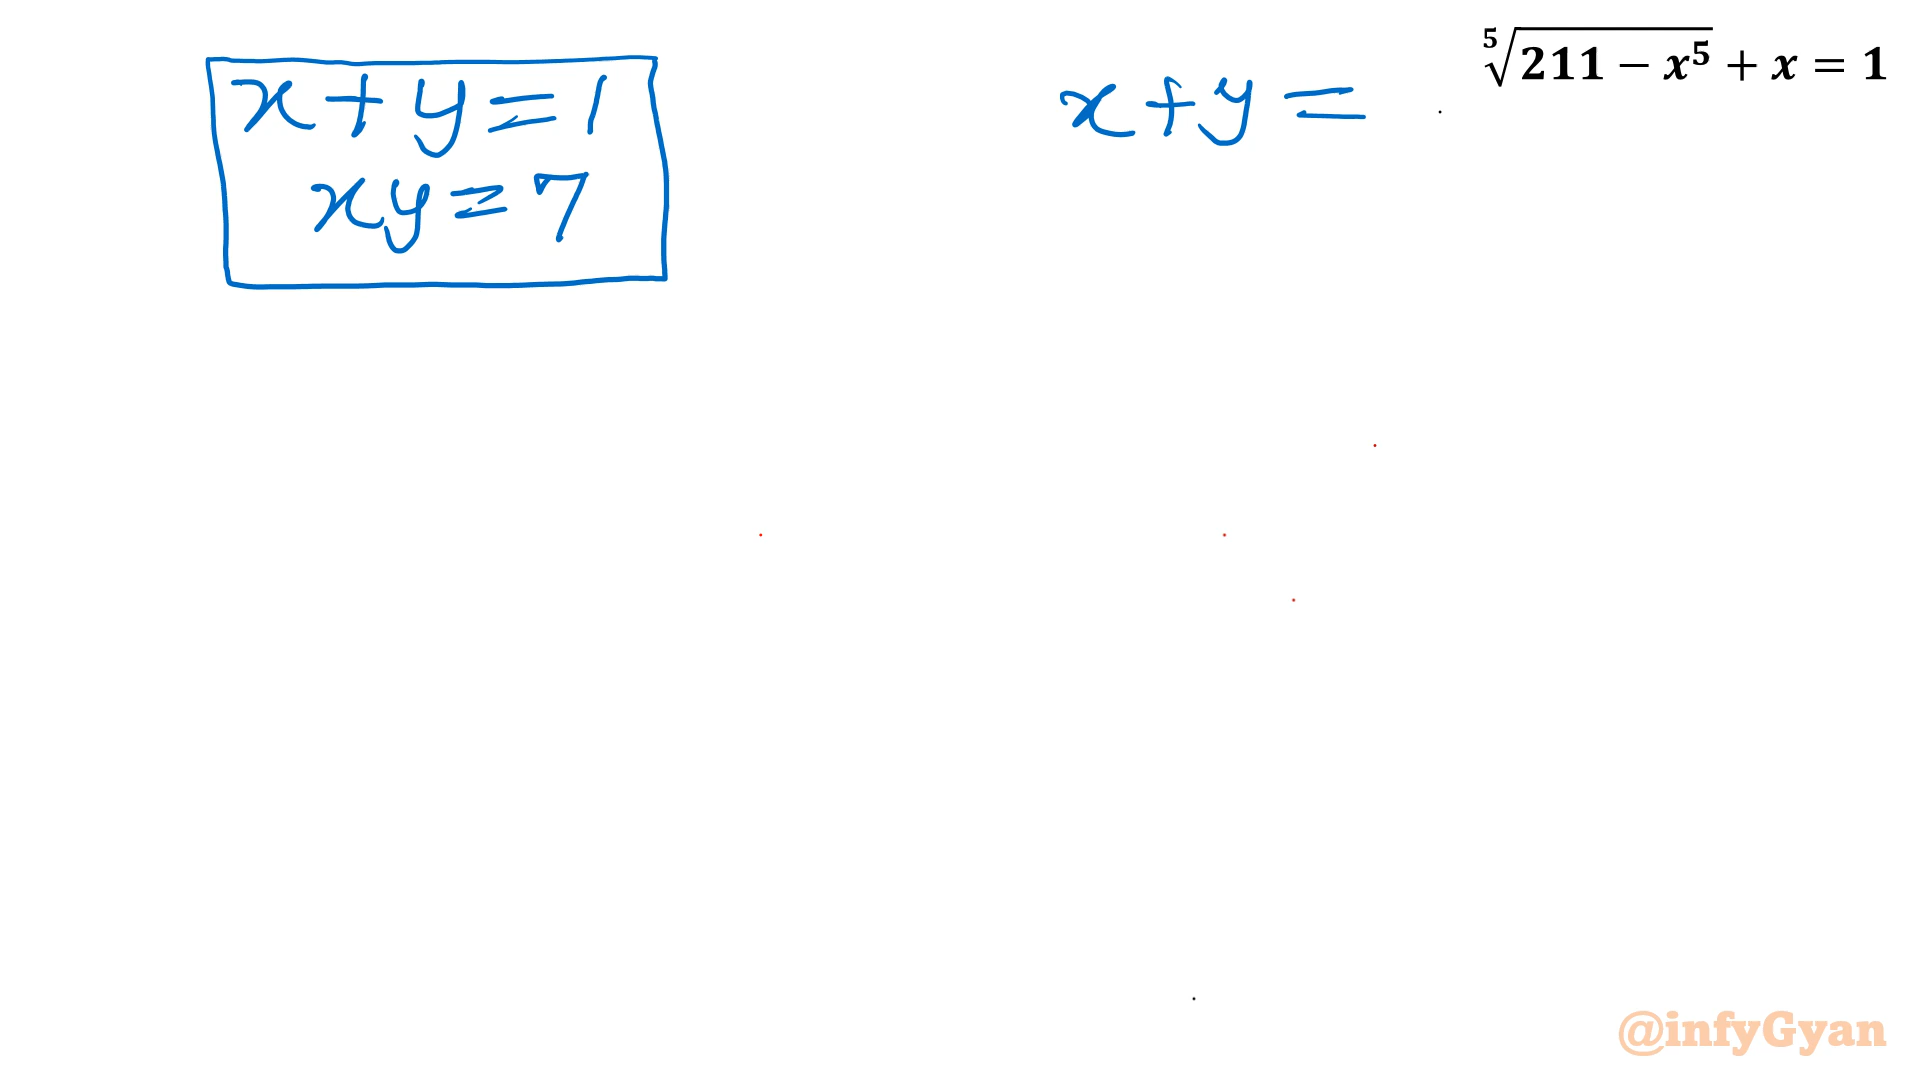 ⁵√(211 − x⁵) + x = 1
x + y = 1
xy = 7
x + y =
@infyGyan